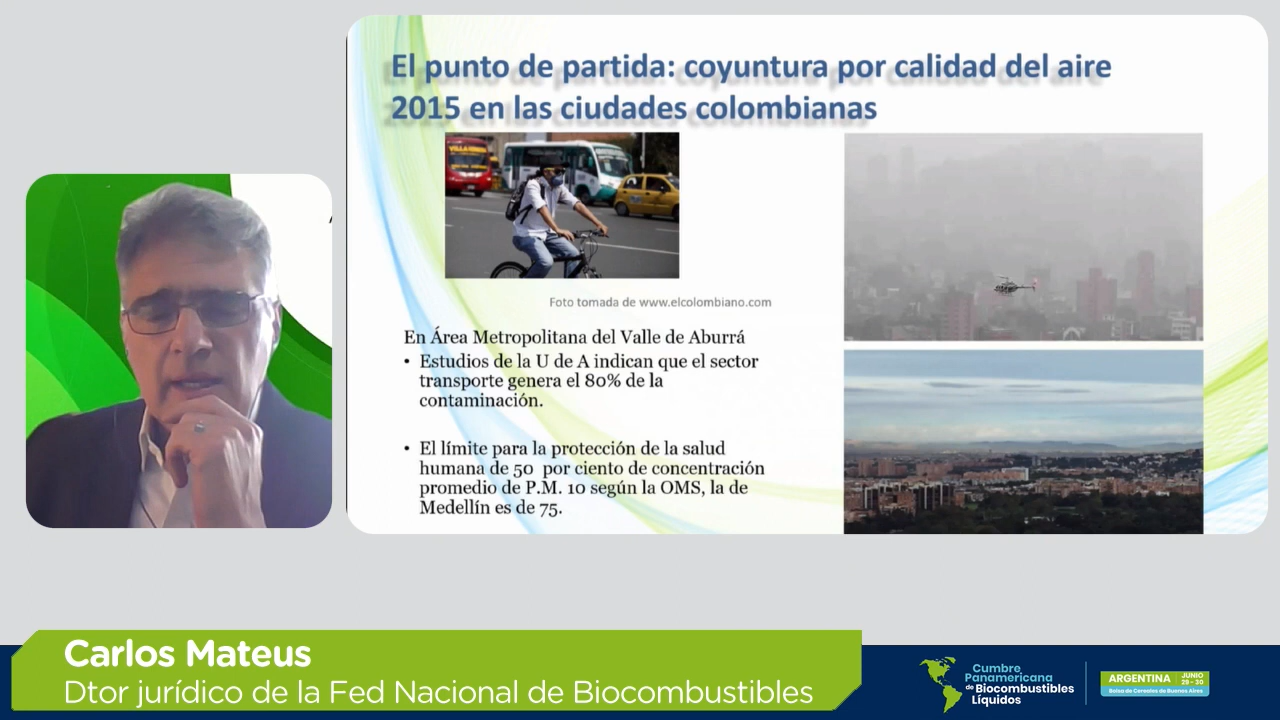 El punto de partida: coyuntura por calidad del aire
2015 en las ciudades colombianas
Foto tomada de www.elcolombiano.com
En Área Metropolitana del Valle de Aburrá
• Estudios de la U de A indican que el sector
transporte genera el 80% de la
contaminación.
• El límite para la protección de la salud
humana de 50 por ciento de concentración
promedio de P.M. 10 según la OMS, la de
Medellín es de 75.
Carlos Mateus
Dtor jurídico de la Fed Nacional de Biocombustibles
Cumbre
Panamericana
de Biocombustibles
Líquidos
ARGENTINA
JUNIO
29 - 30
Bolsa de Cereales de Buenos Aires